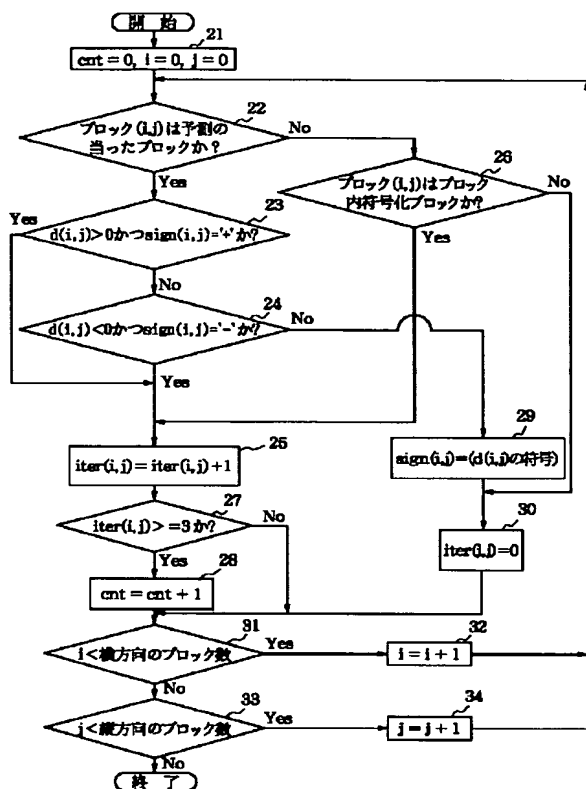 開 始
21
cnt = 0, i = 0, j = 0
22
ブロック(i,j)は予測の
当ったブロックか?
No
Yes
26
ブロック(i,j)はブロック
内符号化ブロックか?
No
Yes
23
Yes
d(i,j)>0かつsign(i,j)='+'か?
No
24
d(i,j)<0かつsign(i,j)='-'か?
No
Yes
25
iter(i,j)=iter(i,j)+1
29
sign(i,j)=(d(i,j)の符号)
27
iter(i,j)>=3か?
No
Yes
30
iter(i,j)=0
28
cnt = cnt + 1
31
i<横方向のブロック数
Yes
No
32
i = i + 1
33
j<縦方向のブロック数
Yes
No
34
j = j + 1
終 了